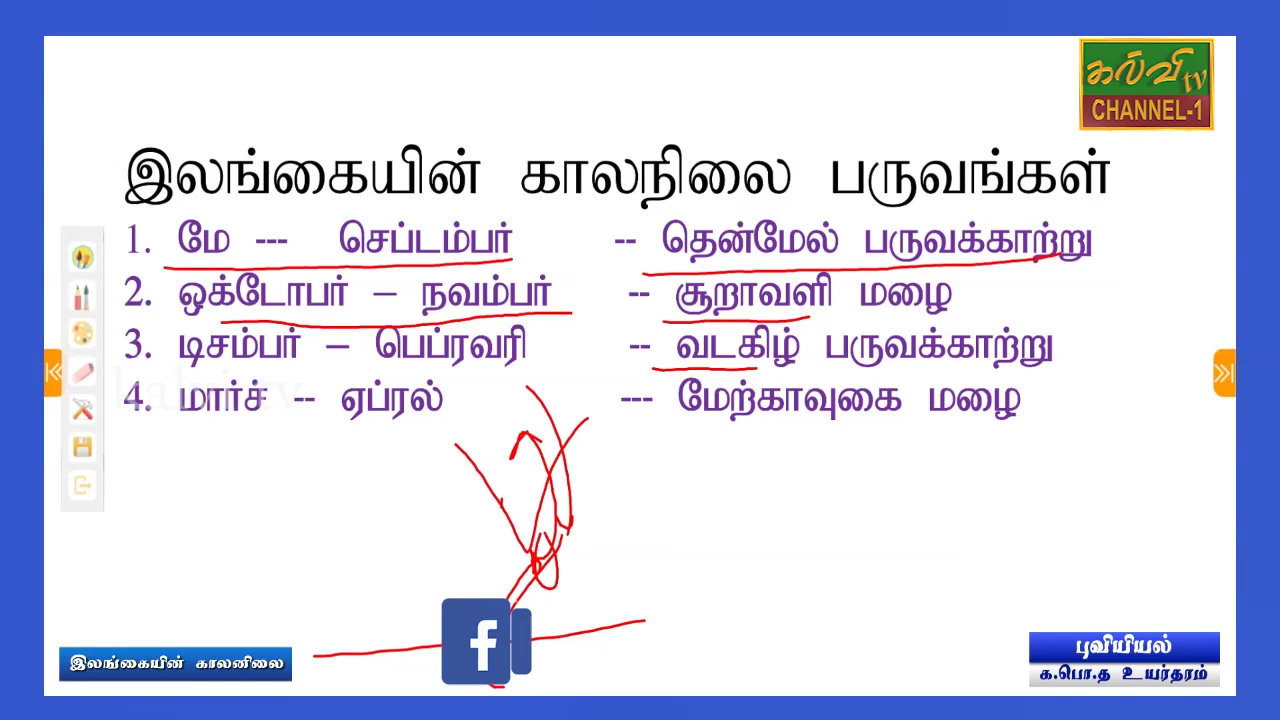 கல்வி tv
CHANNEL-1
இலங்கையின் காலநிலை பருவங்கள்
1. மே --- செப்டம்பர் -- தென்மேல் பருவக்காற்று
2. ஒக்டோபர் – நவம்பர் -- சூறாவளி மழை
3. டிசம்பர் – பெப்ரவரி -- வடகிழ் பருவக்காற்று
4. மார்ச் -- ஏப்ரல் --- மேற்காவுகை மழை
f
இலங்கையின் காலனிலை
புவியியல்
க.பொ.த உயர்தரம்